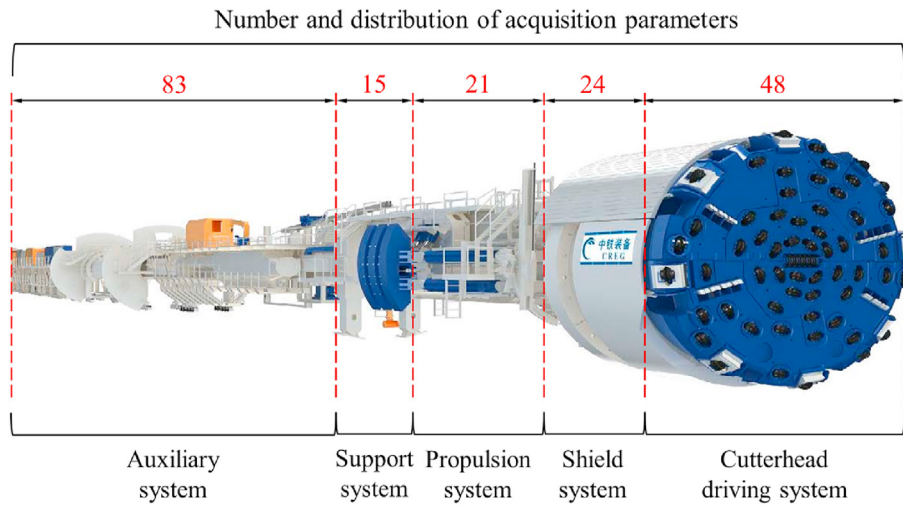 Number and distribution of acquisition parameters
83 15 21 24 48
中铁装备
CREG
Auxiliary system
Support system
Propulsion system
Shield system
Cutterhead driving system